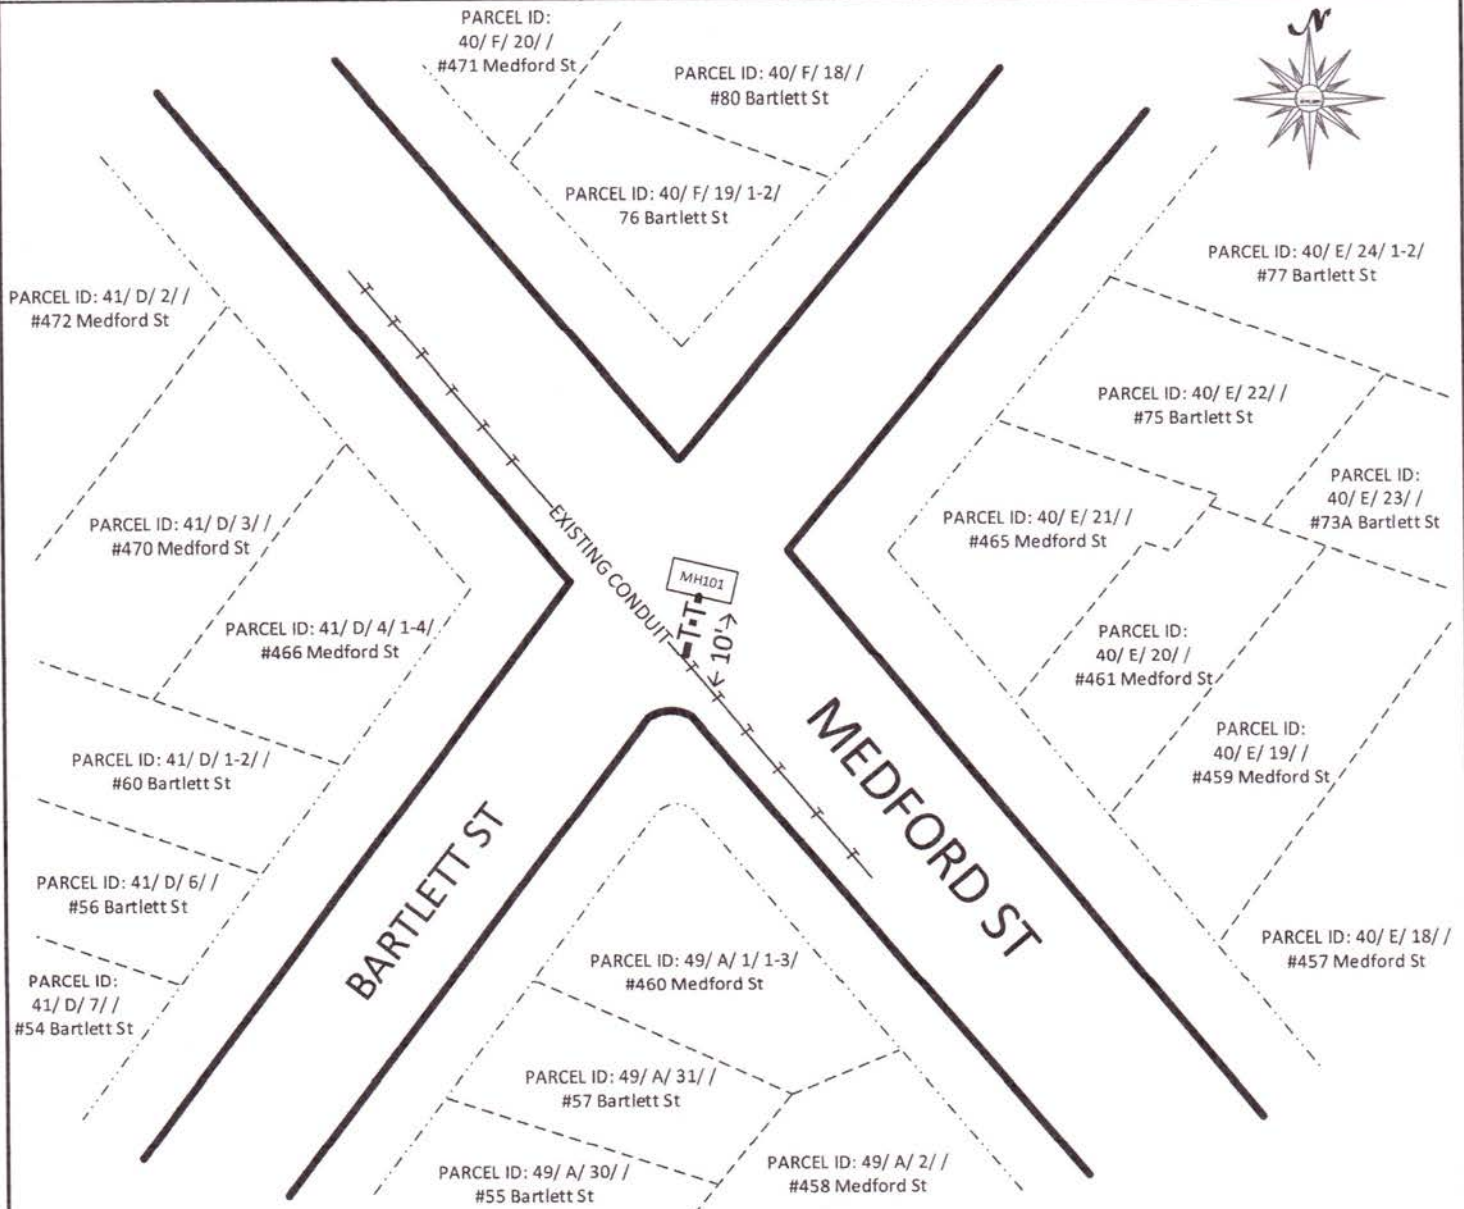 PARCEL ID:
40/ F/ 20/ /
#471 Medford St
PARCEL ID: 40/ F/ 18/ /
#80 Bartlett St
N
PARCEL ID: 40/ F/ 19/ 1-2/
76 Bartlett St
PARCEL ID: 40/ E/ 24/ 1-2/
#77 Bartlett St
PARCEL ID: 41/ D/ 2/ /
#472 Medford St
PARCEL ID: 40/ E/ 22/ /
#75 Bartlett St
PARCEL ID:
40/ E/ 23/ /
#73A Bartlett St
PARCEL ID: 41/ D/ 3/ /
#470 Medford St
PARCEL ID: 40/ E/ 21/ /
#465 Medford St
EXISTING CONDUIT
MH101
T T
10'
PARCEL ID: 41/ D/ 4/ 1-4/
#466 Medford St
PARCEL ID:
40/ E/ 20/ /
#461 Medford St
PARCEL ID: 41/ D/ 1-2/ /
#60 Bartlett St
PARCEL ID:
40/ E/ 19/ /
#459 Medford St
MEDFORD ST
BARTLETT ST
PARCEL ID: 41/ D/ 6/ /
#56 Bartlett St
PARCEL ID: 40/ E/ 18/ /
#457 Medford St
PARCEL ID: 49/ A/ 1/ 1-3/
#460 Medford St
PARCEL ID:
41/ D/ 7/ /
#54 Bartlett St
PARCEL ID: 49/ A/ 31/ /
#57 Bartlett St
PARCEL ID: 49/ A/ 30/ /
#55 Bartlett St
PARCEL ID: 49/ A/ 2/ /
#458 Medford St